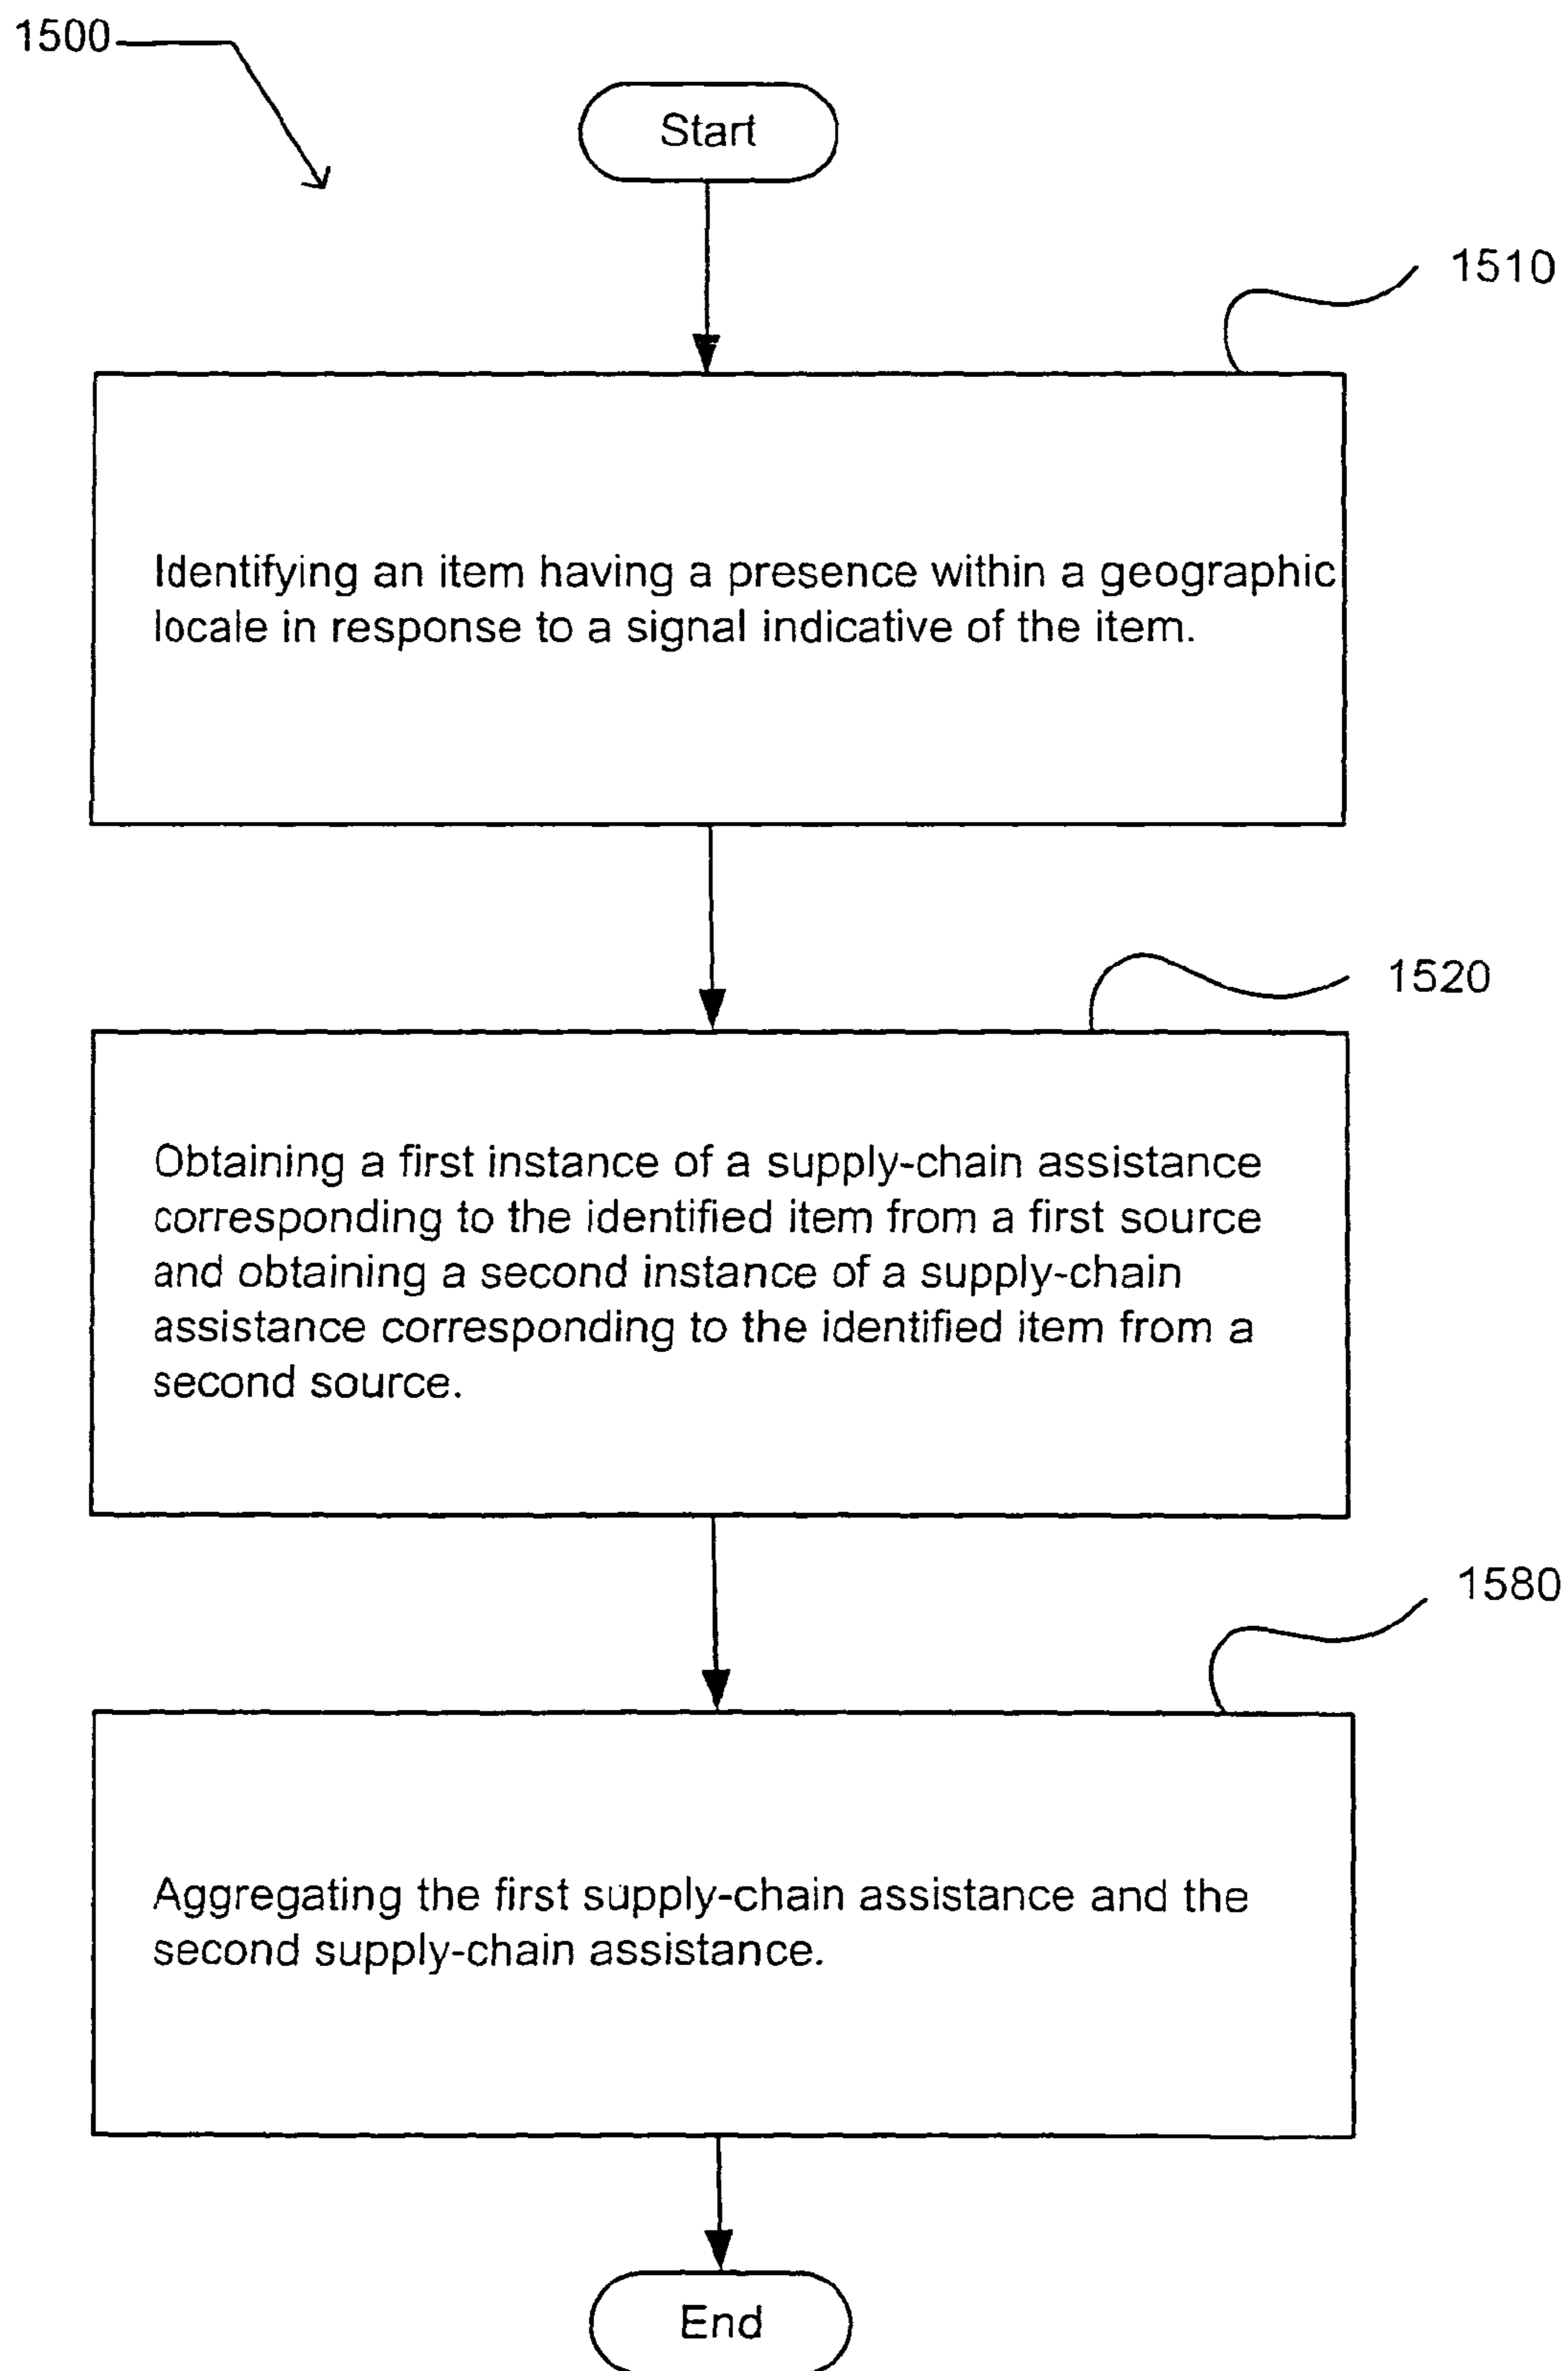 1500
Start
1510
Identifying an item having a presence within a geographic
locale in response to a signal indicative of the item.
1520
Obtaining a first instance of a supply-chain assistance
corresponding to the identified item from a first source
and obtaining a second instance of a supply-chain
assistance corresponding to the identified item from a
second source.
1580
Aggregating the first supply-chain assistance and the
second supply-chain assistance.
End